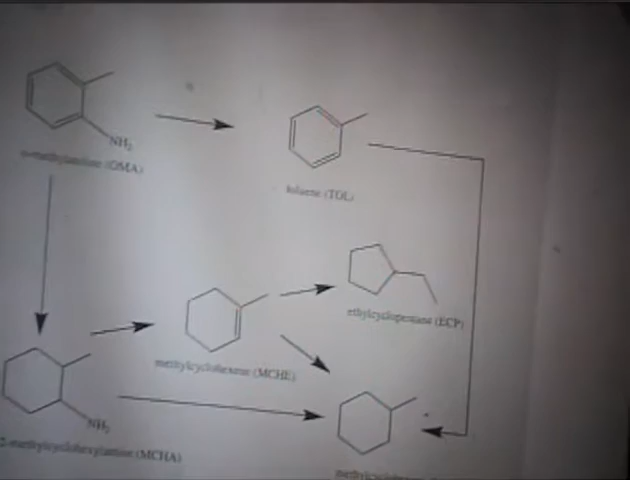 NH₂
o-methylaniline (OMA)
toluene (TOL)
ethylcyclopentane (ECP)
methylcyclohexene (MCHE)
NH₂
2-methylcyclohexylamine (MCHA)